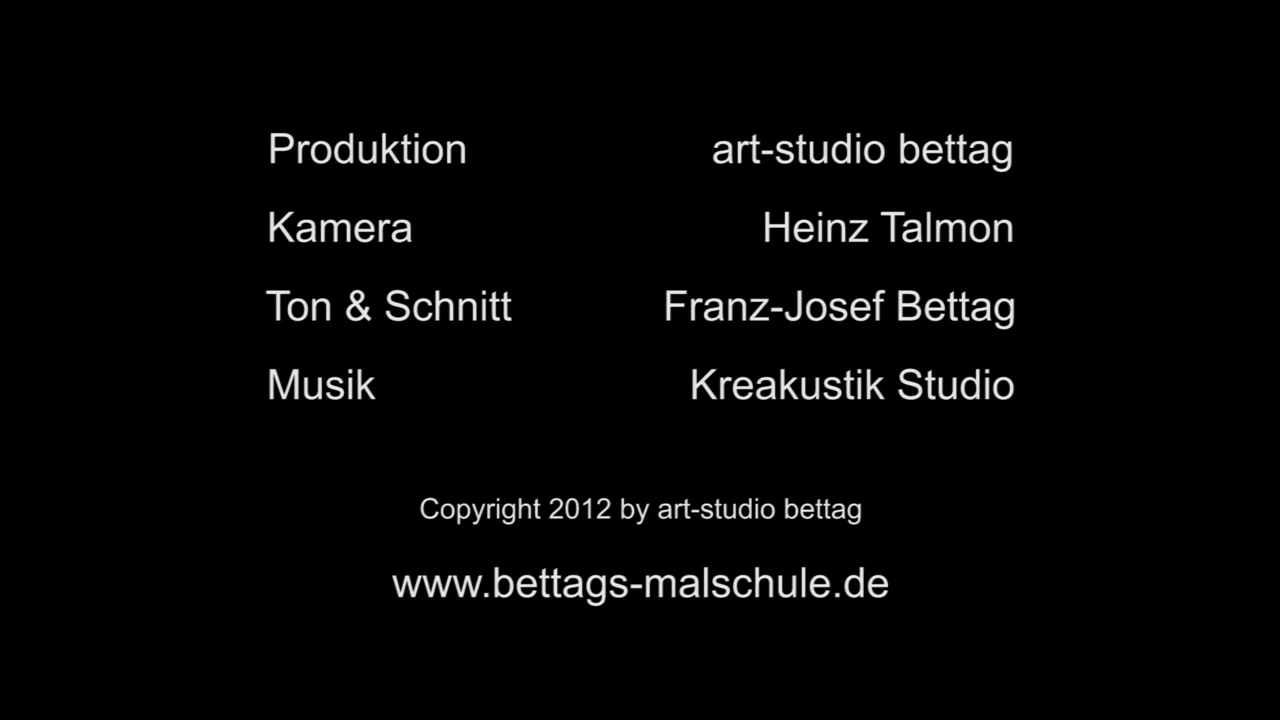 Produktion art-studio bettag
Kamera Heinz Talmon
Ton & Schnitt Franz-Josef Bettag
Musik Kreakustik Studio
Copyright 2012 by art-studio bettag
www.bettags-malschule.de